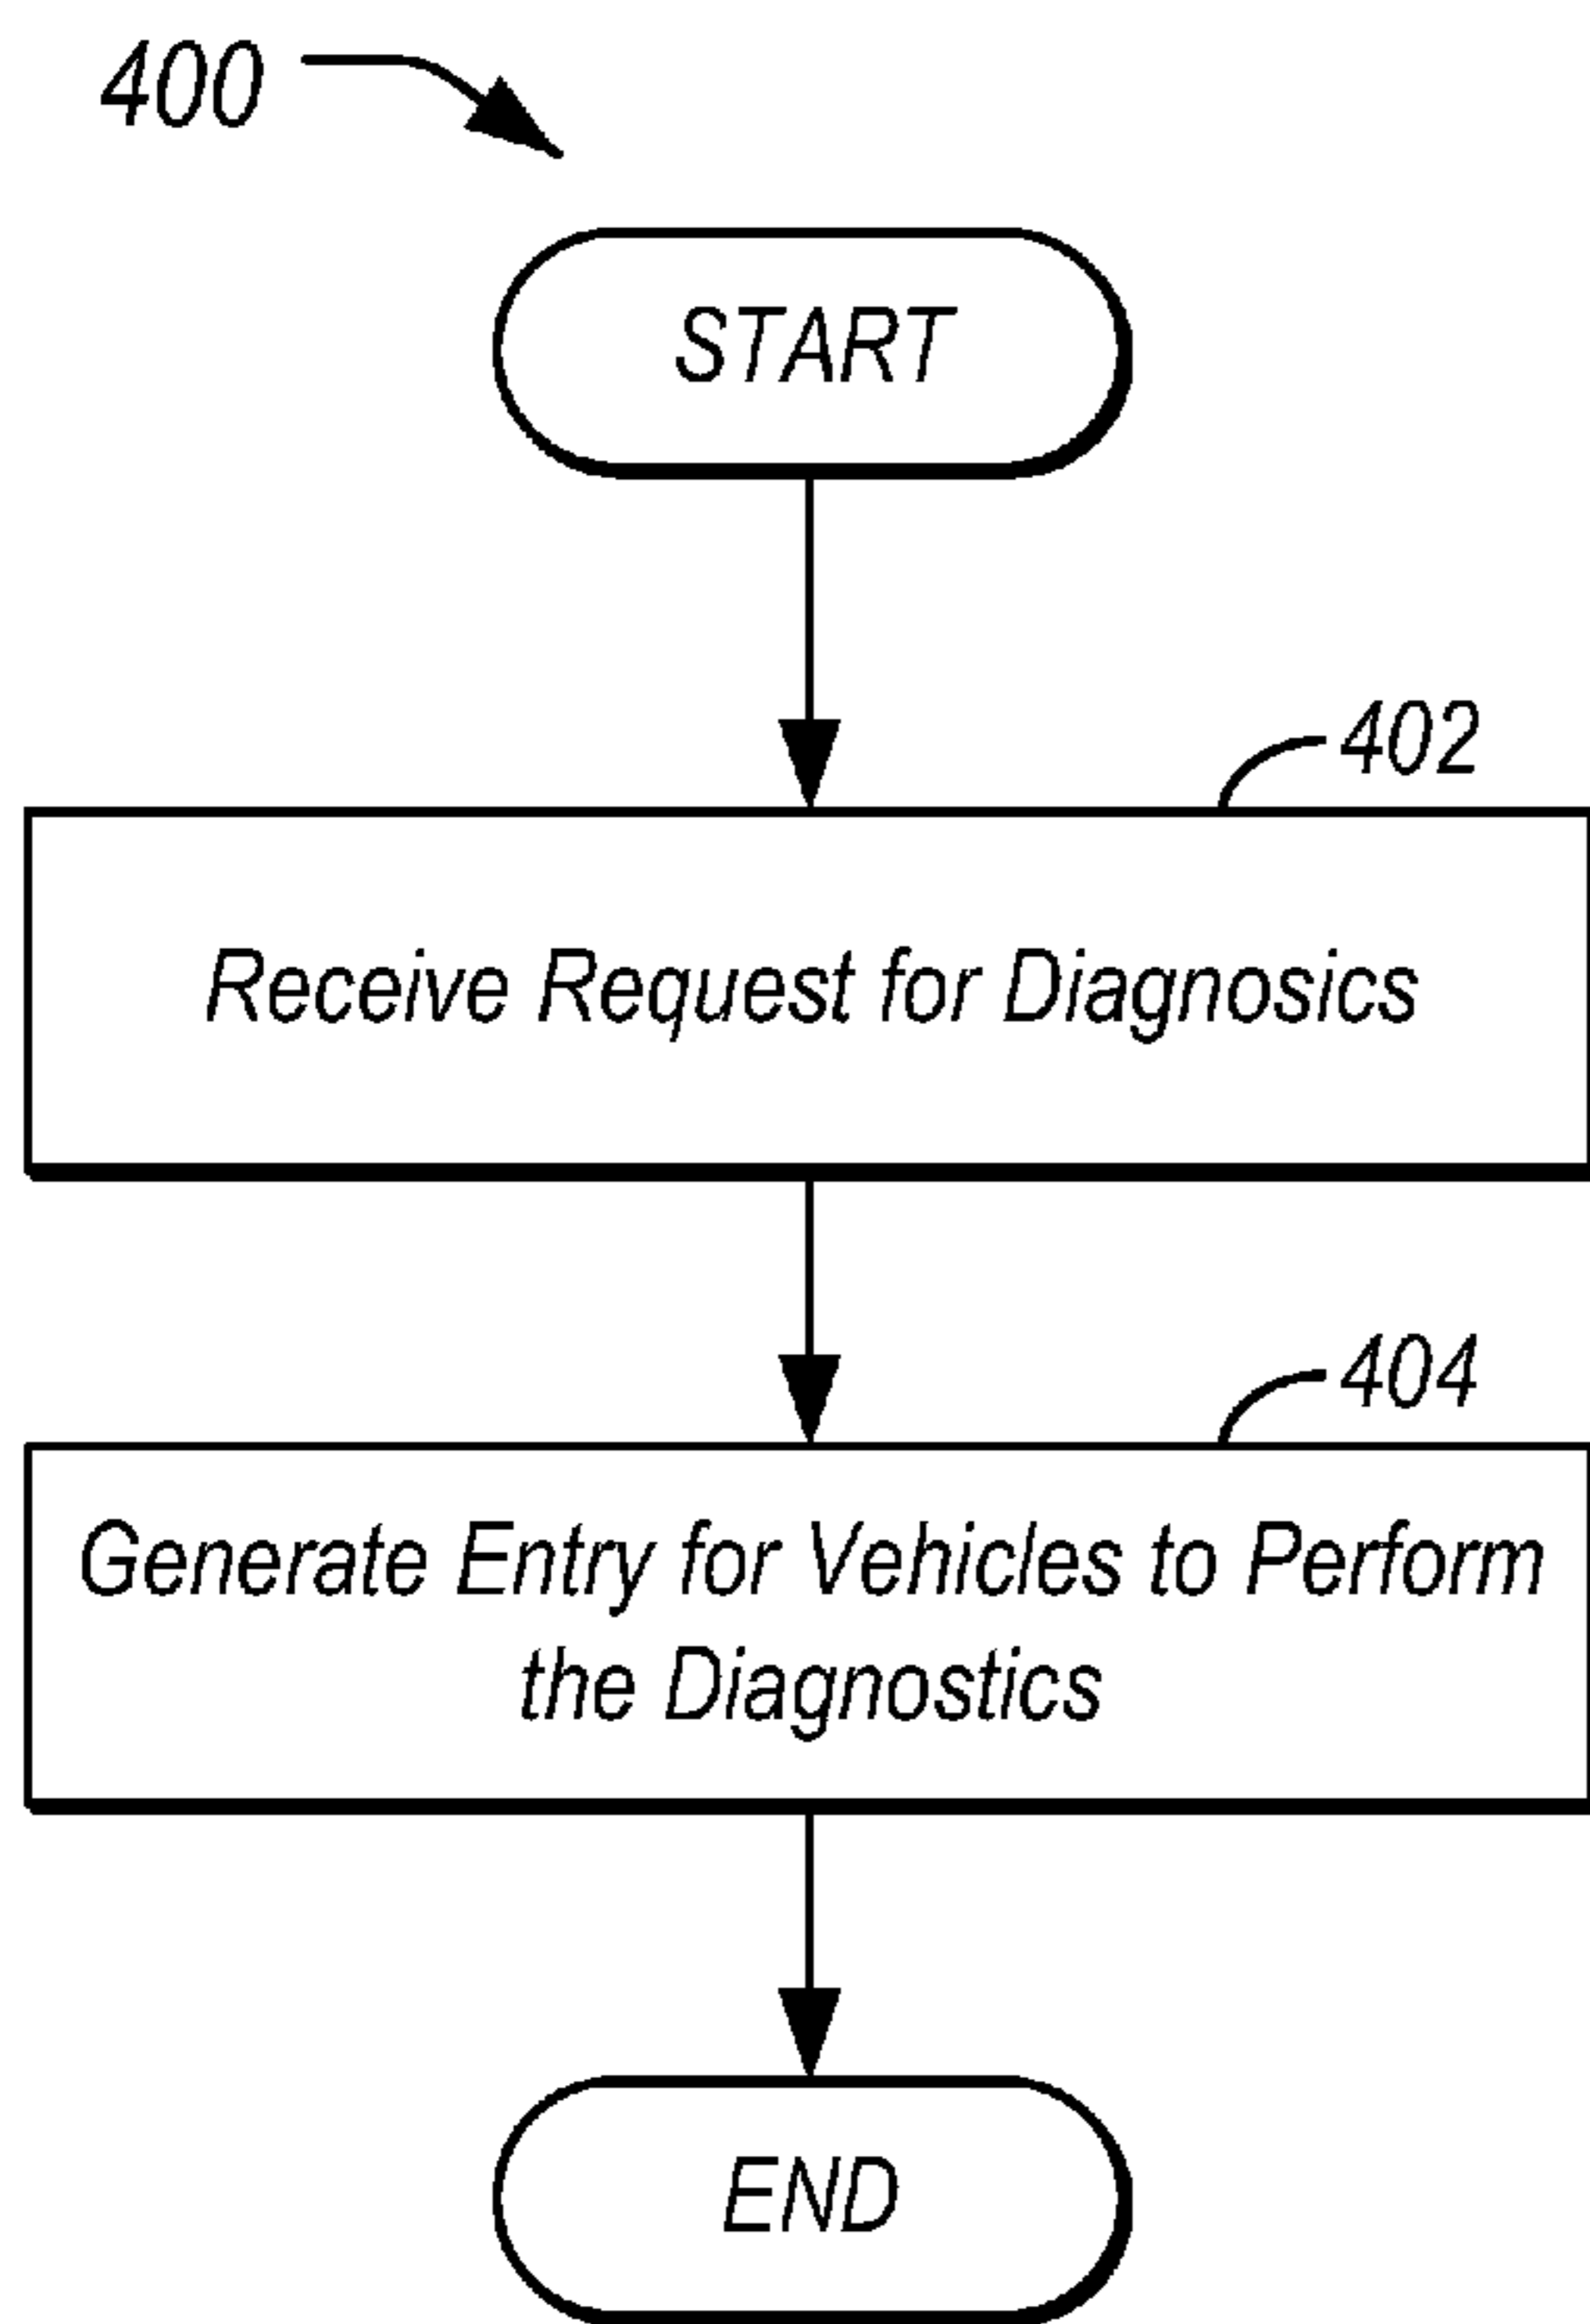 400
START
402
Receive Request for Diagnosics
404
Generate Entry for Vehicles to Perform
the Diagnostics
END